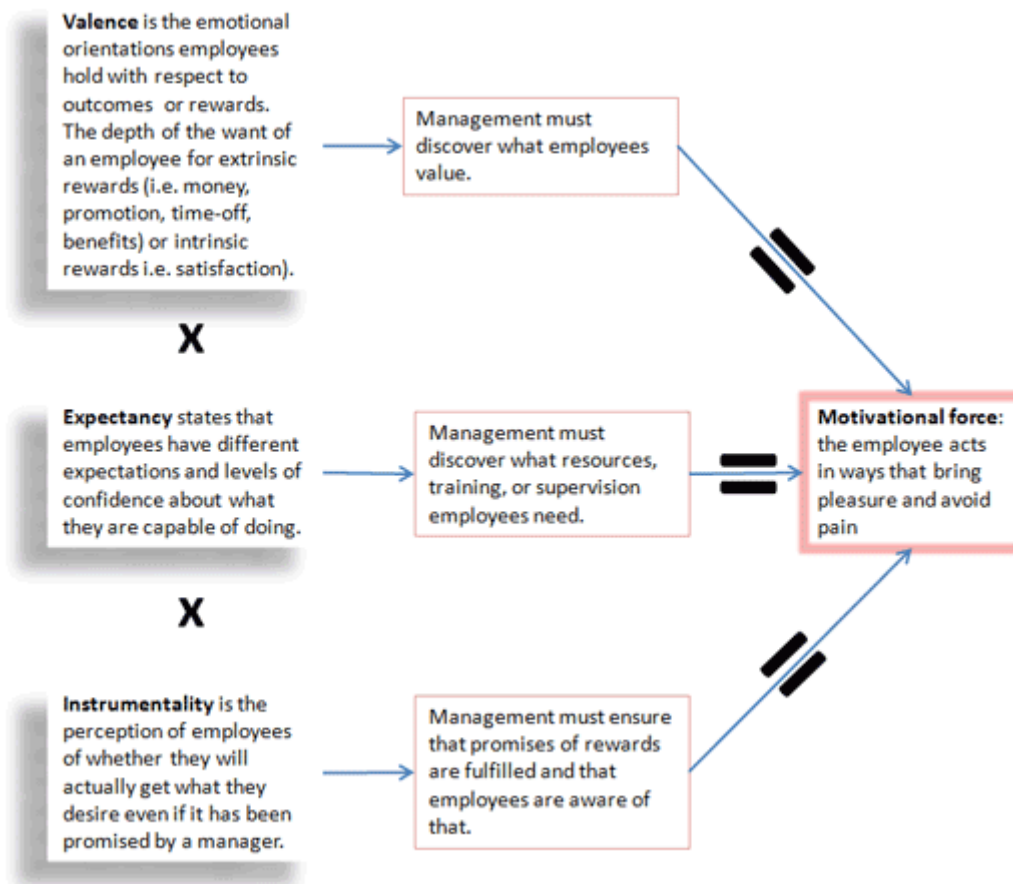 Valence is the emotional
orientations employees
hold with respect to
outcomes or rewards.
The depth of the want of
an employee for extrinsic
rewards (i.e. money,
promotion, time-off,
benefits) or intrinsic
rewards i.e. satisfaction).
Management must
discover what employees
value.
X
Expectancy states that
employees have different
expectations and levels of
confidence about what
they are capable of doing.
Management must
discover what resources,
training, or supervision
employees need.
Motivational force:
the employee acts
in ways that bring
pleasure and avoid
pain
X
Instrumentality is the
perception of employees
of whether they will
actually get what they
desire even if it has been
promised by a manager.
Management must ensure
that promises of rewards
are fulfilled and that
employees are aware of
that.